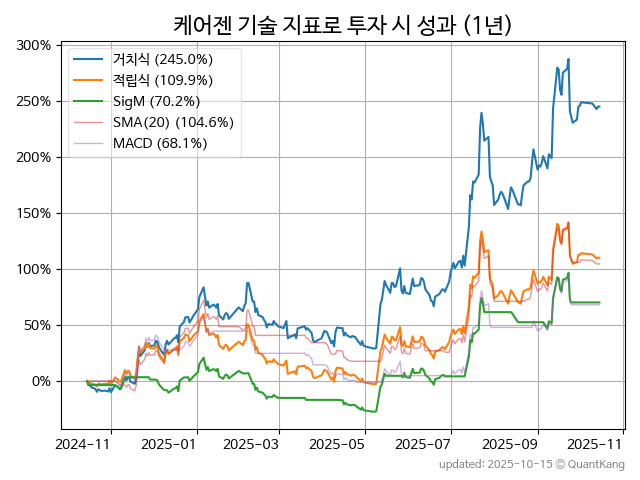 케어젠 기술 지표로 투자 시 성과 (1년)
300%
250%
200%
150%
100%
50%
0%
거치식 (245.0%)
적립식 (109.9%)
SigM (70.2%)
SMA(20) (104.6%)
MACD (68.1%)
2024-11
2025-01
2025-03
2025-05
2025-07
2025-09
2025-11
updated: 2025-10-15 © QuantKang